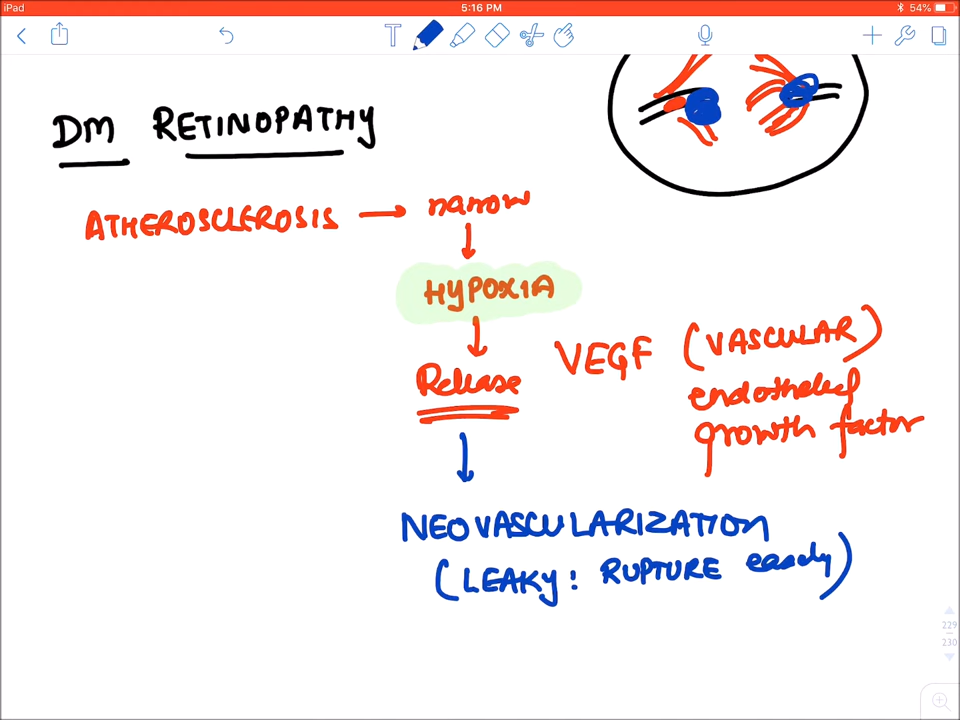 iPad 5:16 PM 54%
T
DM RETINOPATHY
ATHEROSCLEROSIS → narrow
↓
HYPOXIA
↓
Release VEGF (VASCULAR)
endothelial
growth factor
↓
NEOVASCULARIZATION
(LEAKY: RUPTURE easily)
229
230